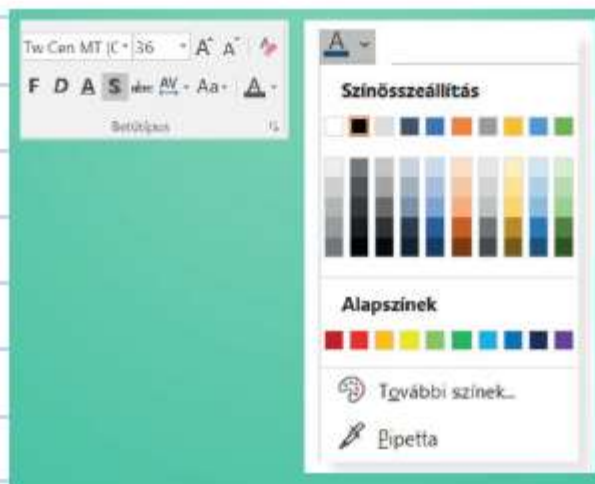 Tw Cen MT (C 36 A A A
F D A S abc AV Aa A
Betűtípus
A
Színösszeállítás
Alapszínek
További színek...
Pipetta